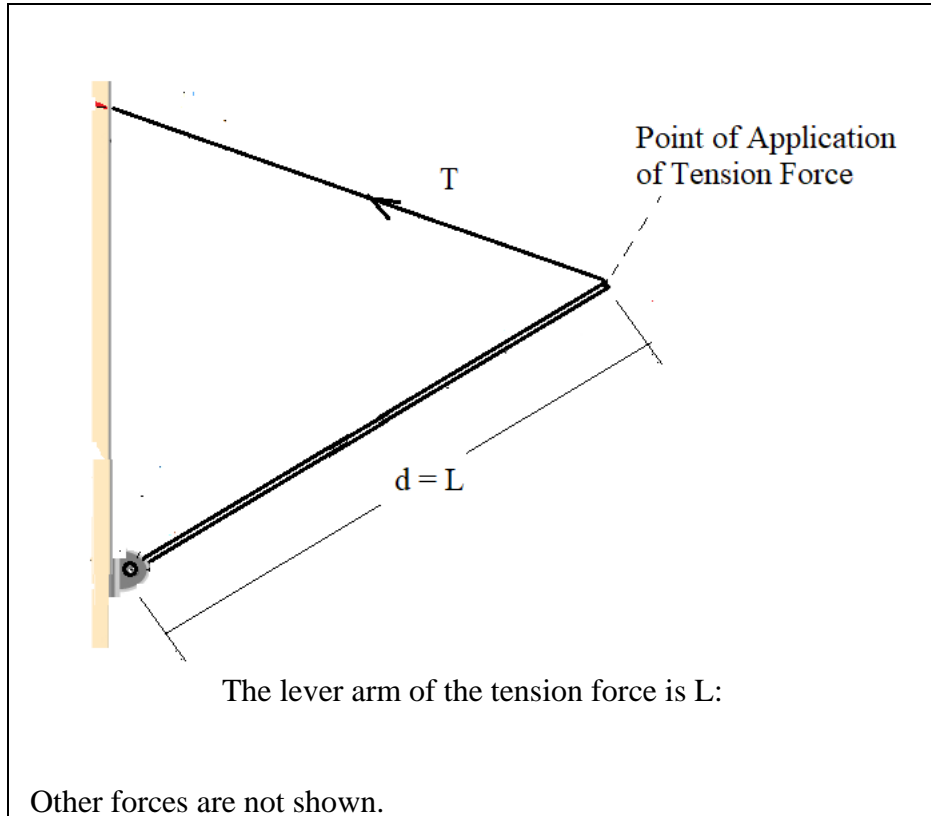 Point of Application
of Tension Force
T
d = L
The lever arm of the tension force is L:
Other forces are not shown.